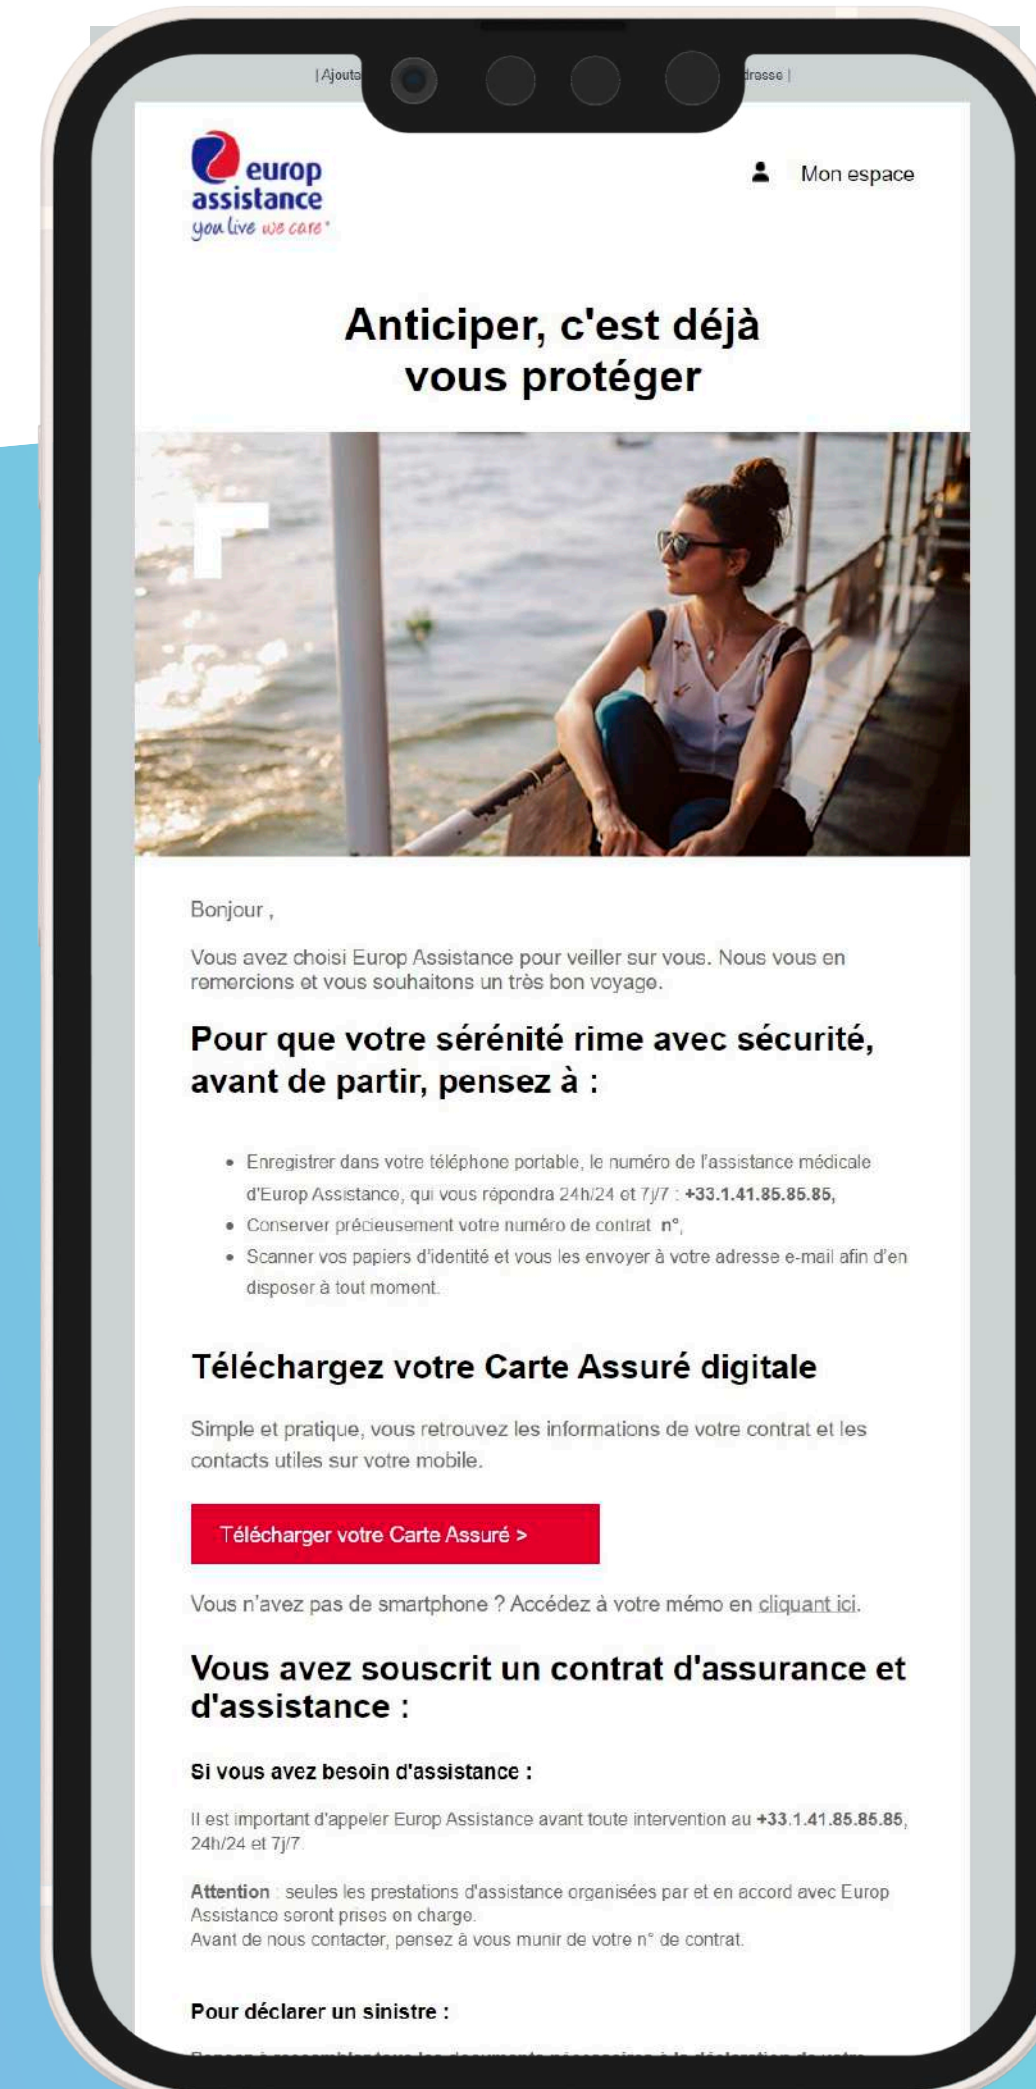 | Ajoute
dresse |
europ
assistance
you live we care
Mon espace
Anticiper, c'est déjà
vous protéger
Bonjour ,
Vous avez choisi Europ Assistance pour veiller sur vous. Nous vous en
remercions et vous souhaitons un très bon voyage.
Pour que votre sérénité rime avec sécurité,
avant de partir, pensez à :
• Enregistrer dans votre téléphone portable, le numéro de l'assistance médicale
d'Europ Assistance, qui vous répondra 24h/24 et 7j/7 : +33.1.41.85.85.85,
• Conserver précieusement votre numéro de contrat n°,
• Scanner vos papiers d'identité et vous les envoyer à votre adresse e-mail afin d'en
disposer à tout moment.
Téléchargez votre Carte Assuré digitale
Simple et pratique, vous retrouvez les informations de votre contrat et les
contacts utiles sur votre mobile.
Télécharger votre Carte Assuré >
Vous n'avez pas de smartphone ? Accédez à votre mémo en cliquant ici.
Vous avez souscrit un contrat d'assurance et
d'assistance :
Si vous avez besoin d'assistance :
Il est important d'appeler Europ Assistance avant toute intervention au +33.1.41.85.85.85,
24h/24 et 7j/7.
Attention : seules les prestations d'assistance organisées par et en accord avec Europ
Assistance seront prises en charge.
Avant de nous contacter, pensez à vous munir de votre n° de contrat.
Pour déclarer un sinistre :